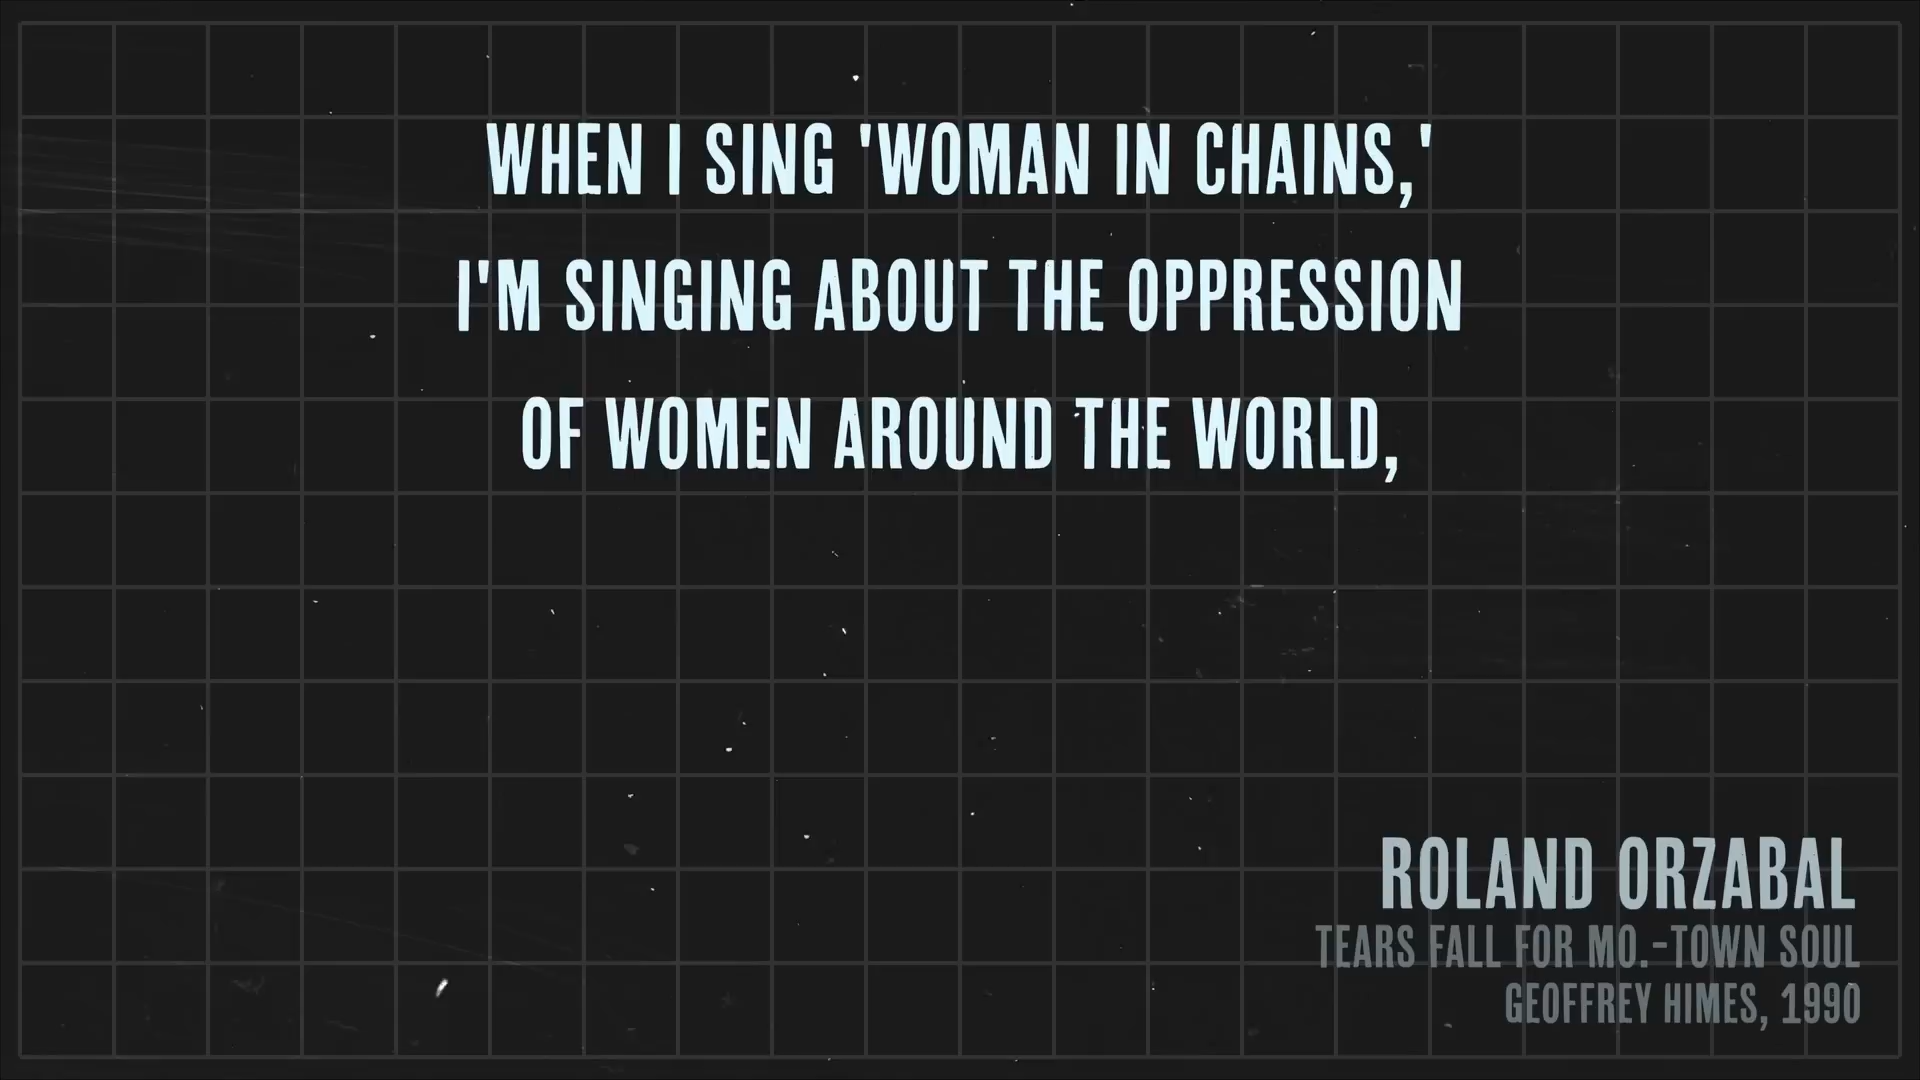 WHEN I SING 'WOMAN IN CHAINS,'
I'M SINGING ABOUT THE OPPRESSION
OF WOMEN AROUND THE WORLD,
ROLAND ORZABAL
TEARS FALL FOR MO.-TOWN SOUL
GEOFFREY HIMES, 1990